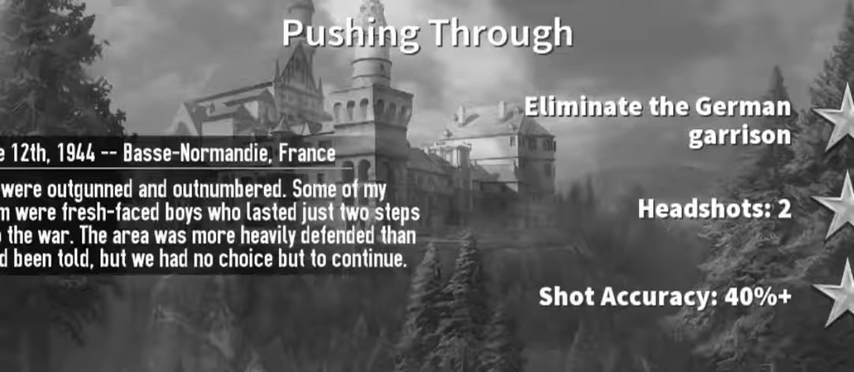 Pushing Through
Eliminate the German
garrison
12th, 1944 -- Basse-Normandie, France
were outgunned and outnumbered. Some of my
were fresh-faced boys who lasted just two steps
the war. The area was more heavily defended than
been told, but we had no choice but to continue.
Headshots: 2
Shot Accuracy: 40%+